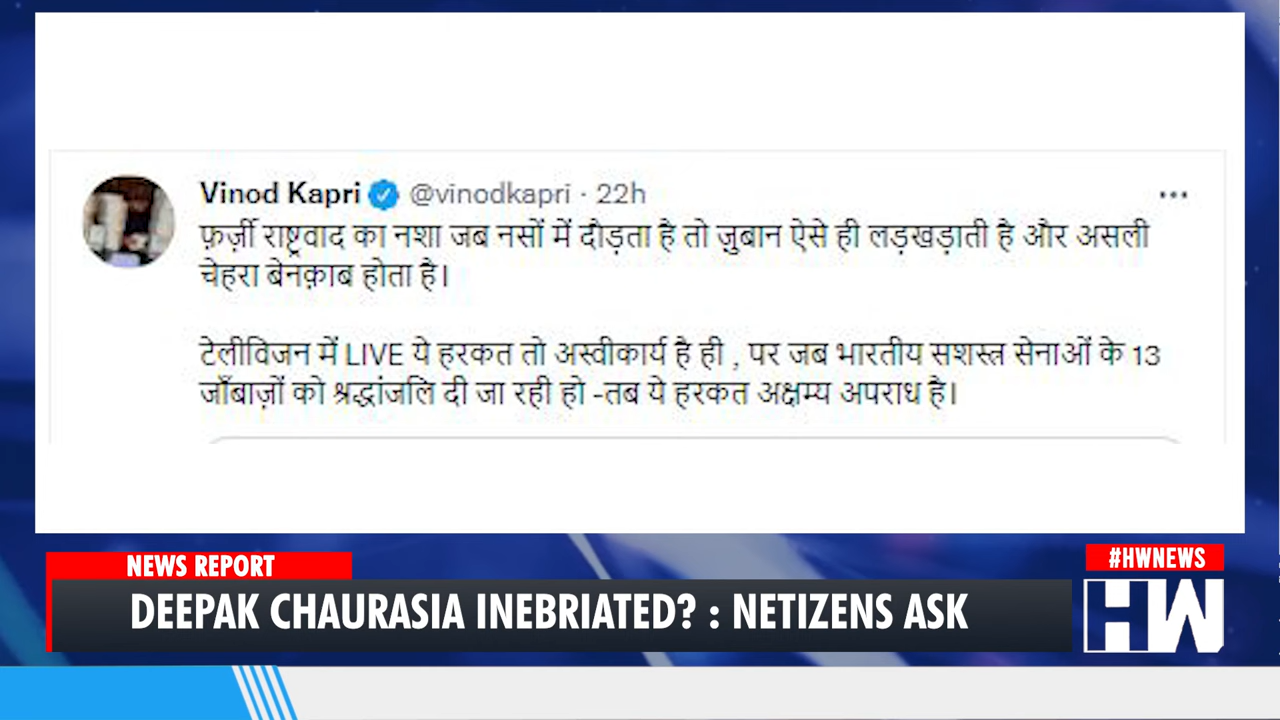 Vinod Kapri @vinodkapri · 22h
फ़र्ज़ी राष्ट्रवाद का नशा जब नसों में दौड़ता है तो ज़ुबान ऐसे ही लड़खड़ाती है और असली
चेहरा बेनक़ाब होता है।
टेलीविजन में LIVE ये हरकत तो अस्वीकार्य है ही , पर जब भारतीय सशस्त्र सेनाओं के 13
जाँबाज़ों को श्रद्धांजलि दी जा रही हो -तब ये हरकत अक्षम्य अपराध है।
NEWS REPORT
#HWNEWS
DEEPAK CHAURASIA INEBRIATED? : NETIZENS ASK
HW